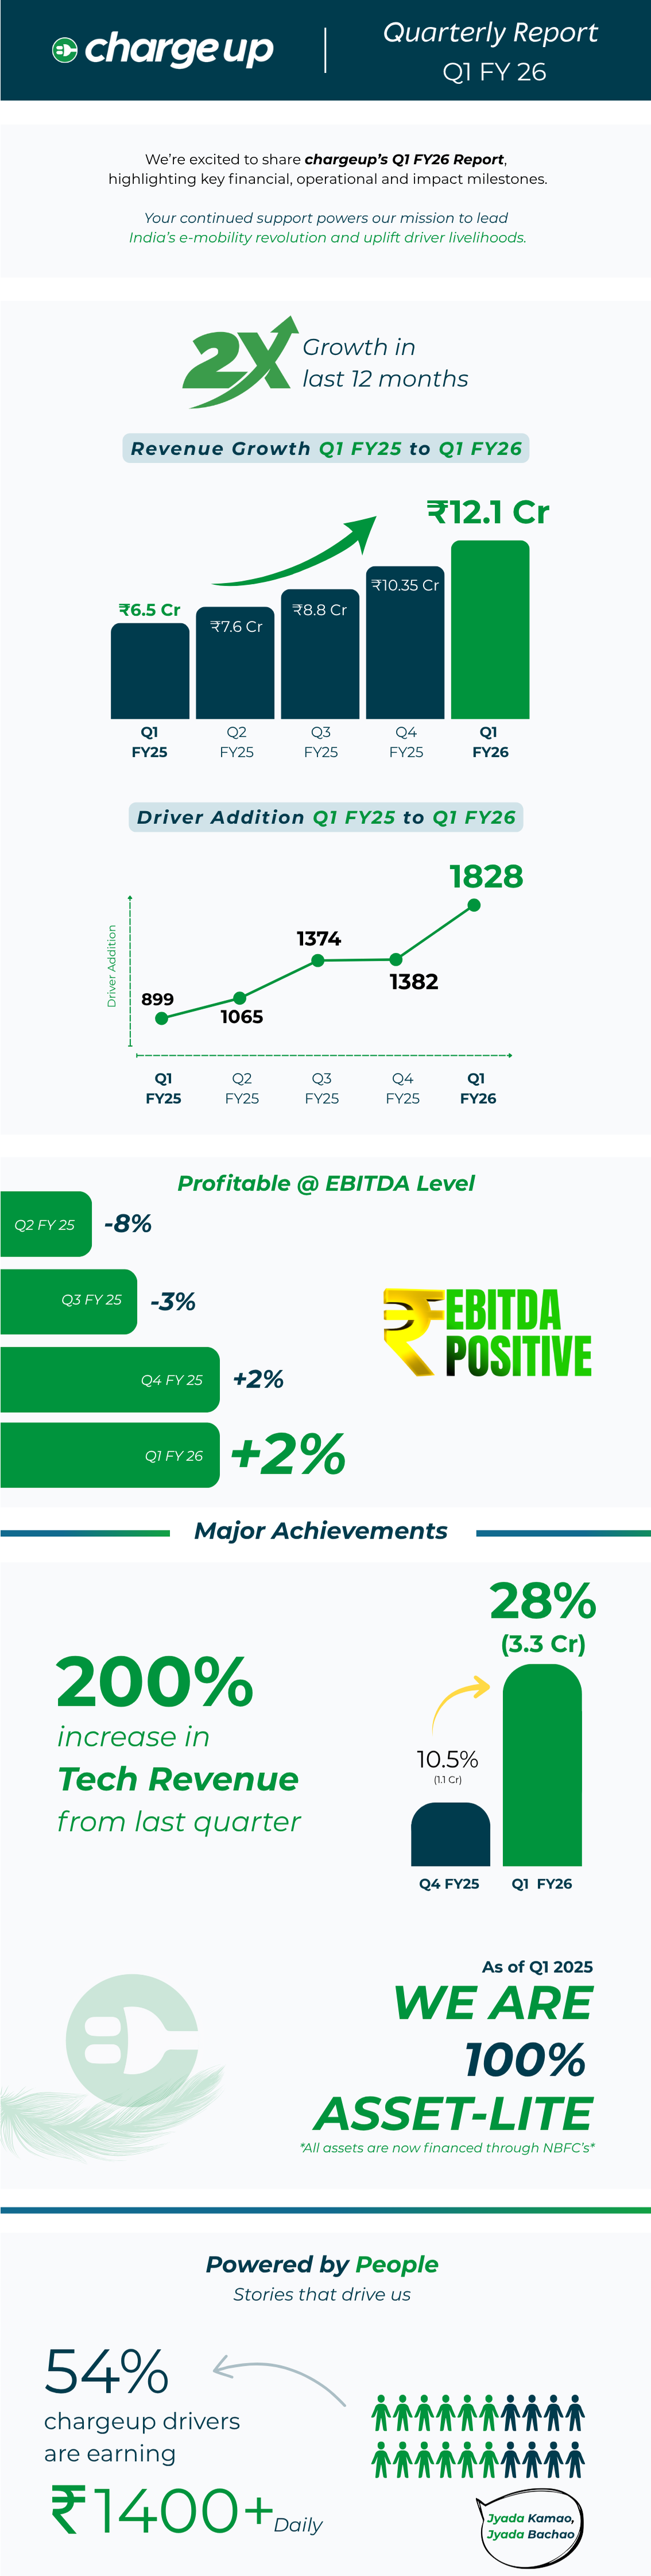 chargeup
Quarterly Report
Q1 FY 26
We’re excited to share chargeup’s Q1 FY26 Report,
highlighting key financial, operational and impact milestones.
Your continued support powers our mission to lead
India’s e-mobility revolution and uplift driver livelihoods.
2X
Growth in
last 12 months
Revenue Growth Q1 FY25 to Q1 FY26
₹12.1 Cr
₹10.35 Cr
₹8.8 Cr
₹6.5 Cr
₹7.6 Cr
Q1 Q2 Q3 Q4 Q1
FY25 FY25 FY25 FY25 FY26
Driver Addition Q1 FY25 to Q1 FY26
1828
Driver Addition
1374
1382
899
1065
Q1 Q2 Q3 Q4 Q1
FY25 FY25 FY25 FY25 FY26
Profitable @ EBITDA Level
Q2 FY 25 -8%
Q3 FY 25 -3%
₹EBITDA
POSITIVE
Q4 FY 25 +2%
Q1 FY 26 +2%
Major Achievements
200%
increase in
Tech Revenue
from last quarter
28%
(3.3 Cr)
10.5%
(1.1 Cr)
Q4 FY25 Q1 FY26
As of Q1 2025
WE ARE
100%
ASSET-LITE
*All assets are now financed through NBFC’s*
Powered by People
Stories that drive us
54%
chargeup drivers
are earning
₹1400+ Daily
Jyada Kamao,
Jyada Bachao